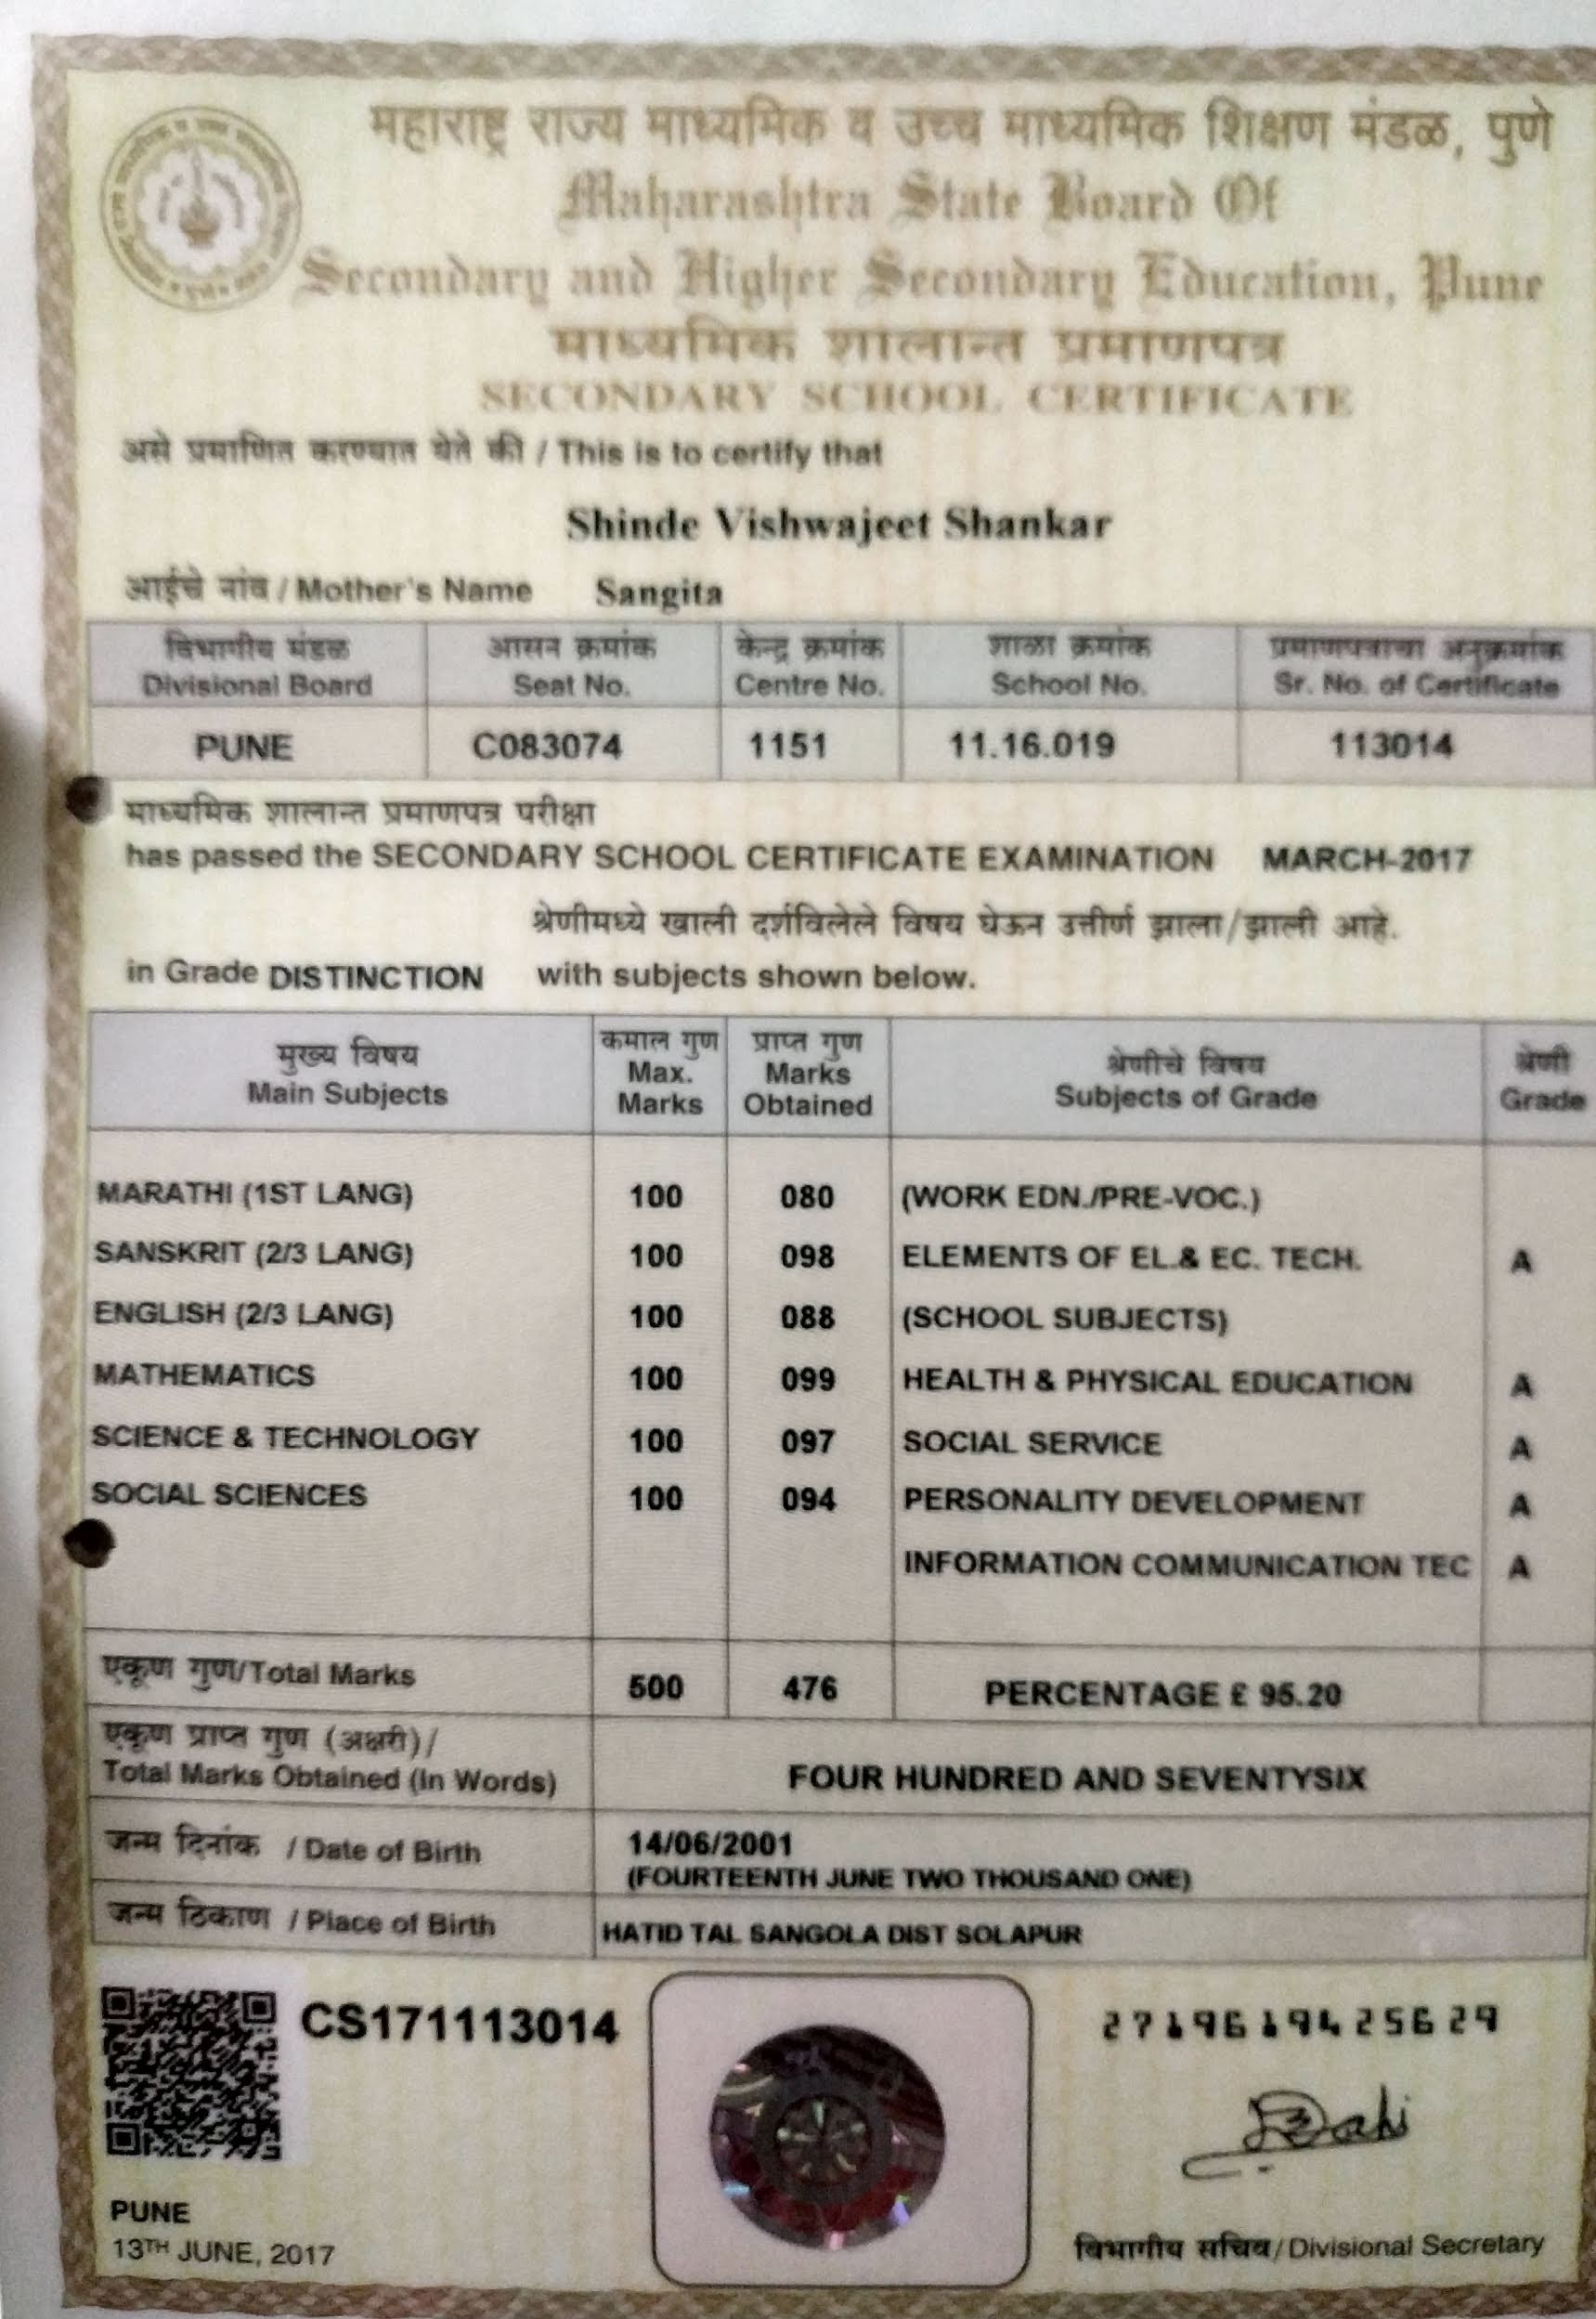 महाराष्ट्र राज्य माध्यमिक व उच्च माध्यमिक शिक्षण मंडळ, पुणे
Maharashtra State Board Of
Secondary and Higher Secondary Education, Pune
माध्यमिक शालान्त प्रमाणपत्र
SECONDARY SCHOOL CERTIFICATE
असे प्रमाणित करण्यात येते की / This is to certify that
Shinde Vishwajeet Shankar
आईचे नांव / Mother's Name Sangita
विभागीय मंडळ आसन क्रमांक केन्द्र क्रमांक शाळा क्रमांक प्रमाणपत्राचा अनुक्रमांक
Divisional Board Seat No. Centre No. School No. Sr. No. of Certificate
PUNE C083074 1151 11.16.019 113014
माध्यमिक शालान्त प्रमाणपत्र परीक्षा
has passed the SECONDARY SCHOOL CERTIFICATE EXAMINATION MARCH-2017
श्रेणीमध्ये खाली दर्शविलेले विषय घेऊन उत्तीर्ण झाला/झाली आहे.
in Grade DISTINCTION with subjects shown below.
मुख्य विषय कमाल गुण प्राप्त गुण श्रेणीचे विषय श्रेणी
Main Subjects Max. Marks Marks Obtained Subjects of Grade Grade
MARATHI (1ST LANG) 100 080 (WORK EDN./PRE-VOC.)
SANSKRIT (2/3 LANG) 100 098 ELEMENTS OF EL.& EC. TECH. A
ENGLISH (2/3 LANG) 100 088 (SCHOOL SUBJECTS)
MATHEMATICS 100 099 HEALTH & PHYSICAL EDUCATION A
SCIENCE & TECHNOLOGY 100 097 SOCIAL SERVICE A
SOCIAL SCIENCES 100 094 PERSONALITY DEVELOPMENT A
INFORMATION COMMUNICATION TEC A
एकूण गुण/Total Marks 500 476 PERCENTAGE £ 95.20
एकूण प्राप्त गुण (अक्षरी)/
Total Marks Obtained (In Words) FOUR HUNDRED AND SEVENTYSIX
जन्म दिनांक / Date of Birth 14/06/2001
(FOURTEENTH JUNE TWO THOUSAND ONE)
जन्म ठिकाण / Place of Birth HATID TAL SANGOLA DIST SOLAPUR
CS171113014 2719619425629
PUNE
13TH JUNE, 2017
विभागीय सचिव/Divisional Secretary